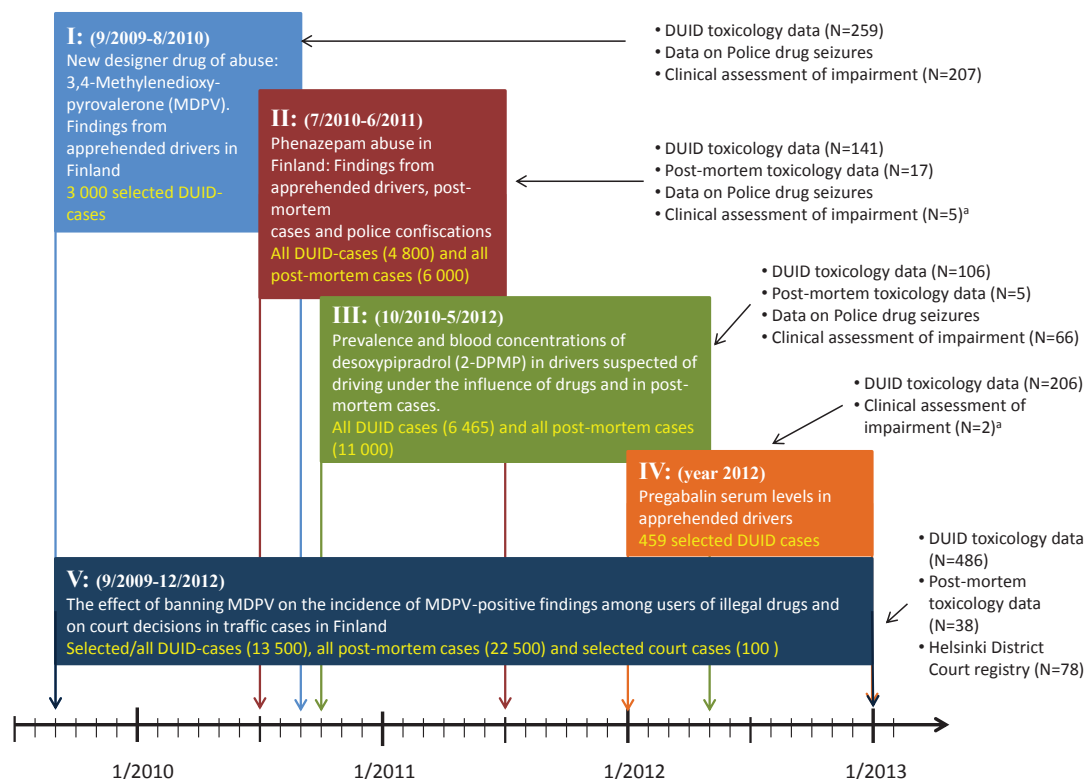 I: (9/2009-8/2010)
New designer drug of abuse:
3,4-Methylenedioxy-
pyrovalerone (MDPV).
Findings from
apprehended drivers in
Finland
3 000 selected DUID-
cases
• DUID toxicology data (N=259)
• Data on Police drug seizures
• Clinical assessment of impairment (N=207)
II: (7/2010-6/2011)
Phenazepam abuse in
Finland: Findings from
apprehended drivers, post-
mortem
cases and police confiscations
All DUID-cases (4 800) and all
post-mortem cases (6 000)
• DUID toxicology data (N=141)
• Post-mortem toxicology data (N=17)
• Data on Police drug seizures
• Clinical assessment of impairment (N=5)ᵃ
III: (10/2010-5/2012)
Prevalence and blood concentrations of
desoxypipradrol (2-DPMP) in drivers suspected of
driving under the influence of drugs and in post-
mortem cases.
All DUID cases (6 465) and all post-mortem cases
(11 000)
• DUID toxicology data (N=106)
• Post-mortem toxicology data (N=5)
• Data on Police drug seizures
• Clinical assessment of impairment (N=66)
IV: (year 2012)
Pregabalin serum levels in
apprehended drivers
459 selected DUID cases
• DUID toxicology data (N=206)
• Clinical assessment of
impairment (N=2)ᵃ
V: (9/2009-12/2012)
The effect of banning MDPV on the incidence of MDPV-positive findings among users of illegal drugs and
on court decisions in traffic cases in Finland
Selected/all DUID-cases (13 500), all post-mortem cases (22 500) and selected court cases (100 )
• DUID toxicology data
(N=486)
• Post-mortem
toxicology data
(N=38)
• Helsinki District
Court registry (N=78)
1/2010
1/2011
1/2012
1/2013